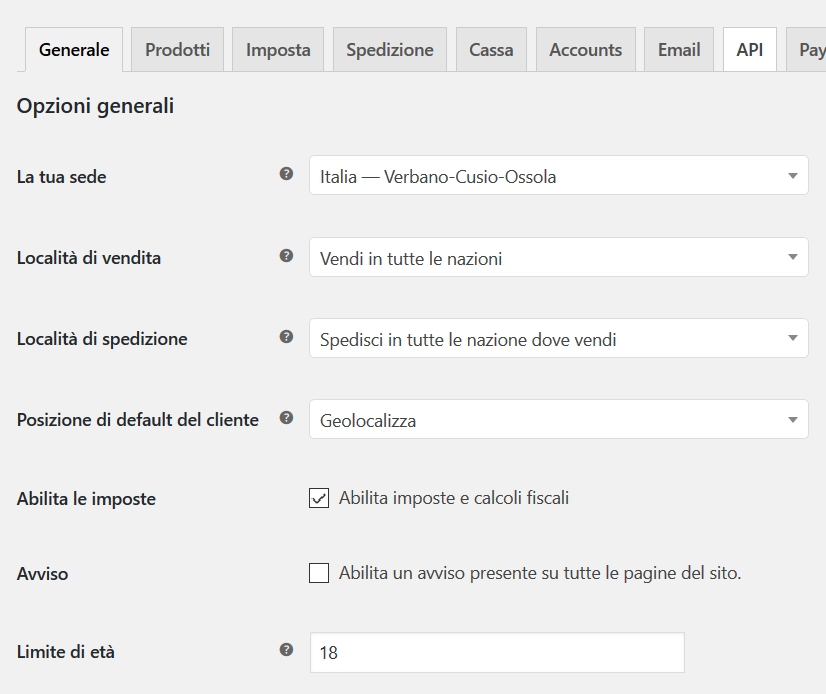 Generale Prodotti Imposta Spedizione Cassa Accounts Email API Pay
Opzioni generali
La tua sede ? Italia — Verbano-Cusio-Ossola
Località di vendita ? Vendi in tutte le nazioni
Località di spedizione ? Spedisci in tutte le nazione dove vendi
Posizione di default del cliente ? Geolocalizza
Abilita le imposte Abilita imposte e calcoli fiscali
Avviso Abilita un avviso presente su tutte le pagine del sito.
Limite di età ? 18